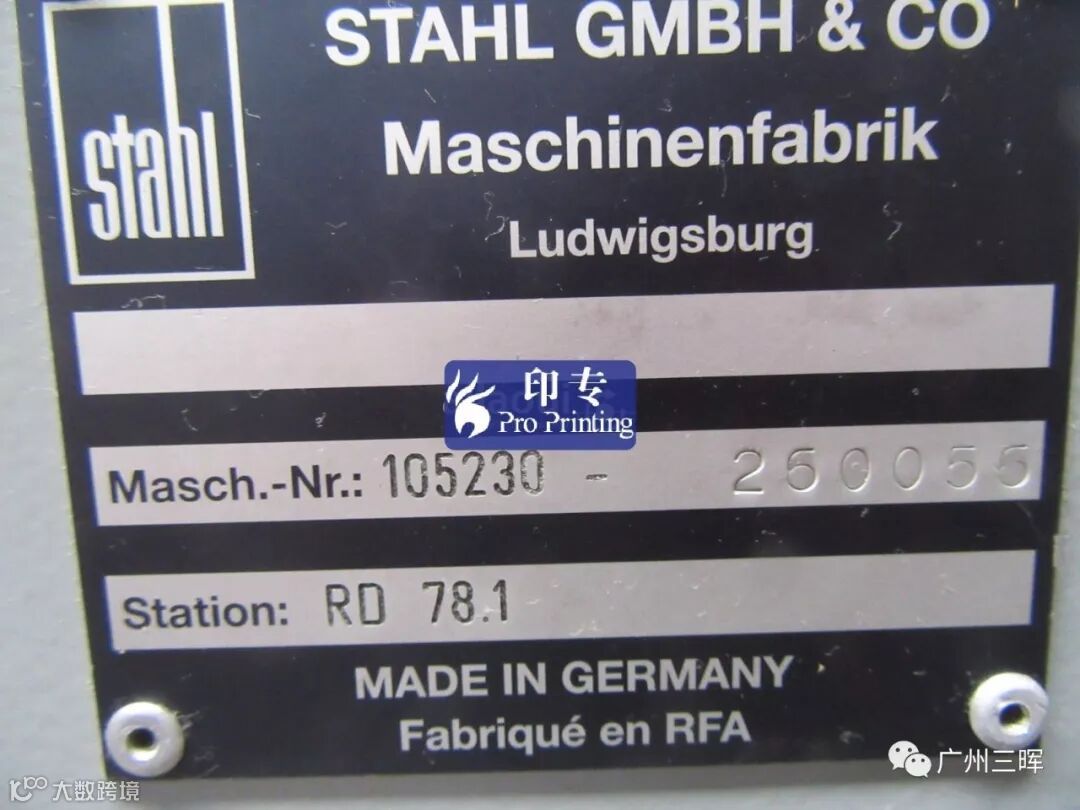 STAHL GMBH & CO
stahl
Maschinenfabrik
Ludwigsburg
印专
Pro Printing
Masch.-Nr.: 105230 - 260055
Station: RD 78.1
MADE IN GERMANY
Fabriqué en RFA
广州三晖
大数跨境